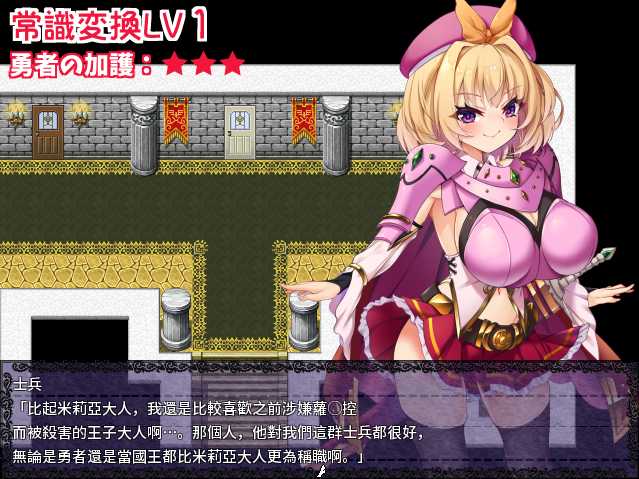 常識変換LV1
勇者の加護：★★★
士兵
「比起米莉亞大人，我還是比較喜歡之前涉嫌蘿○控
而被殺害的王子大人啊…。那個人，他對我們這群士兵都很好，
無論是勇者還是當國王都比米莉亞大人更為稱職啊。」